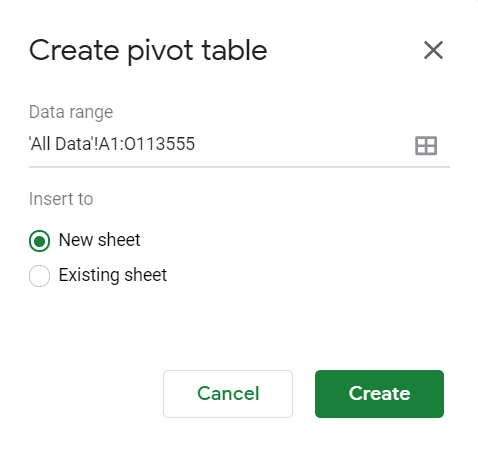 Create pivot table
Data range
'All Data'!A1:O113555
Insert to
New sheet
Existing sheet
Cancel
Create